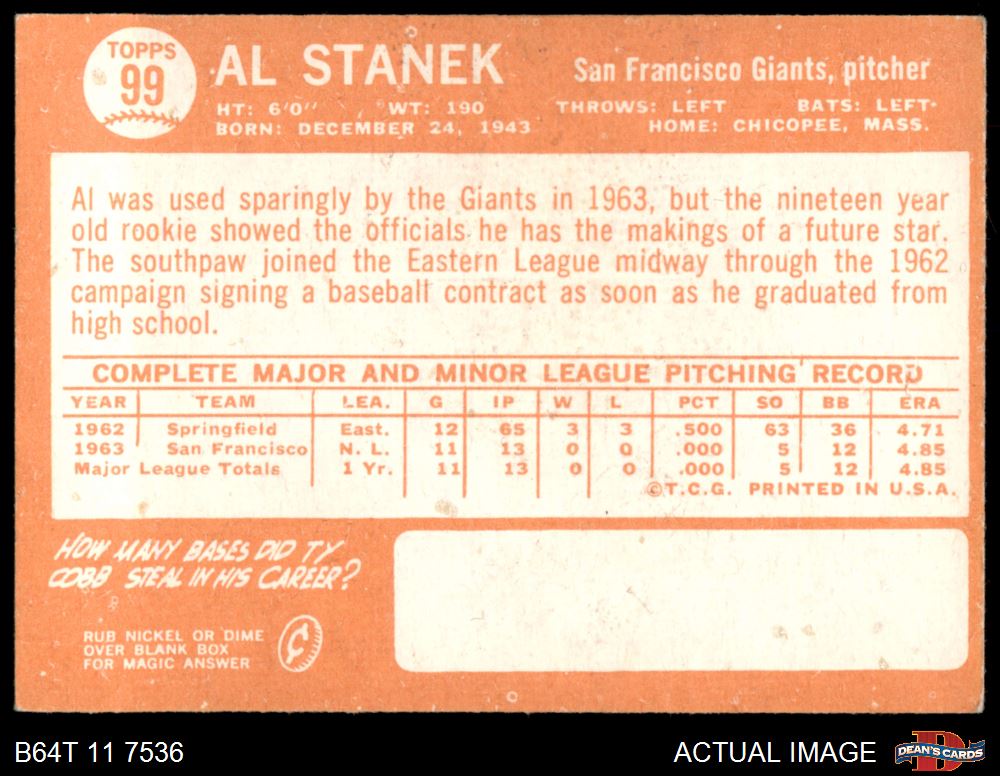 TOPPS
99
AL STANEK
San Francisco Giants, pitcher
HT: 6'0" WT: 190
THROWS: LEFT BATS: LEFT
BORN: DECEMBER 24, 1943
HOME: CHICOPEE, MASS.
Al was used sparingly by the Giants in 1963, but the nineteen year
old rookie showed the officials he has the makings of a future star.
The southpaw joined the Eastern League midway through the 1962
campaign signing a baseball contract as soon as he graduated from
high school.
COMPLETE MAJOR AND MINOR LEAGUE PITCHING RECORD
YEAR TEAM LEA. G IP W L PCT SO BB ERA
1962 Springfield East. 12 65 3 3 .500 63 36 4.71
1963 San Francisco N. L. 11 13 0 0 .000 5 12 4.85
Major League Totals 1 Yr. 11 13 0 0 .000 5 12 4.85
©T.C.G. PRINTED IN U.S.A.
HOW MANY BASES DID TY
COBB STEAL IN HIS CAREER?
RUB NICKEL OR DIME
OVER BLANK BOX
FOR MAGIC ANSWER
¢
B64T 11 7536
ACTUAL IMAGE
DEAN'S CARDS